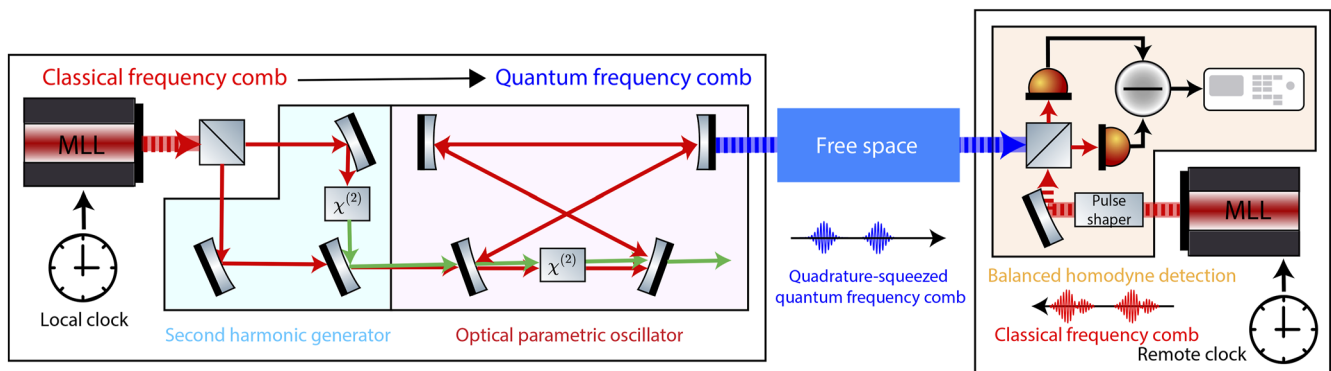 Classical frequency comb
Quantum frequency comb
MLL
χ(2)
χ(2)
Local clock
Second harmonic generator
Optical parametric oscillator
Free space
Quadrature-squeezed
quantum frequency comb
Pulse
shaper
MLL
Balanced homodyne detection
Classical frequency comb
Remote clock